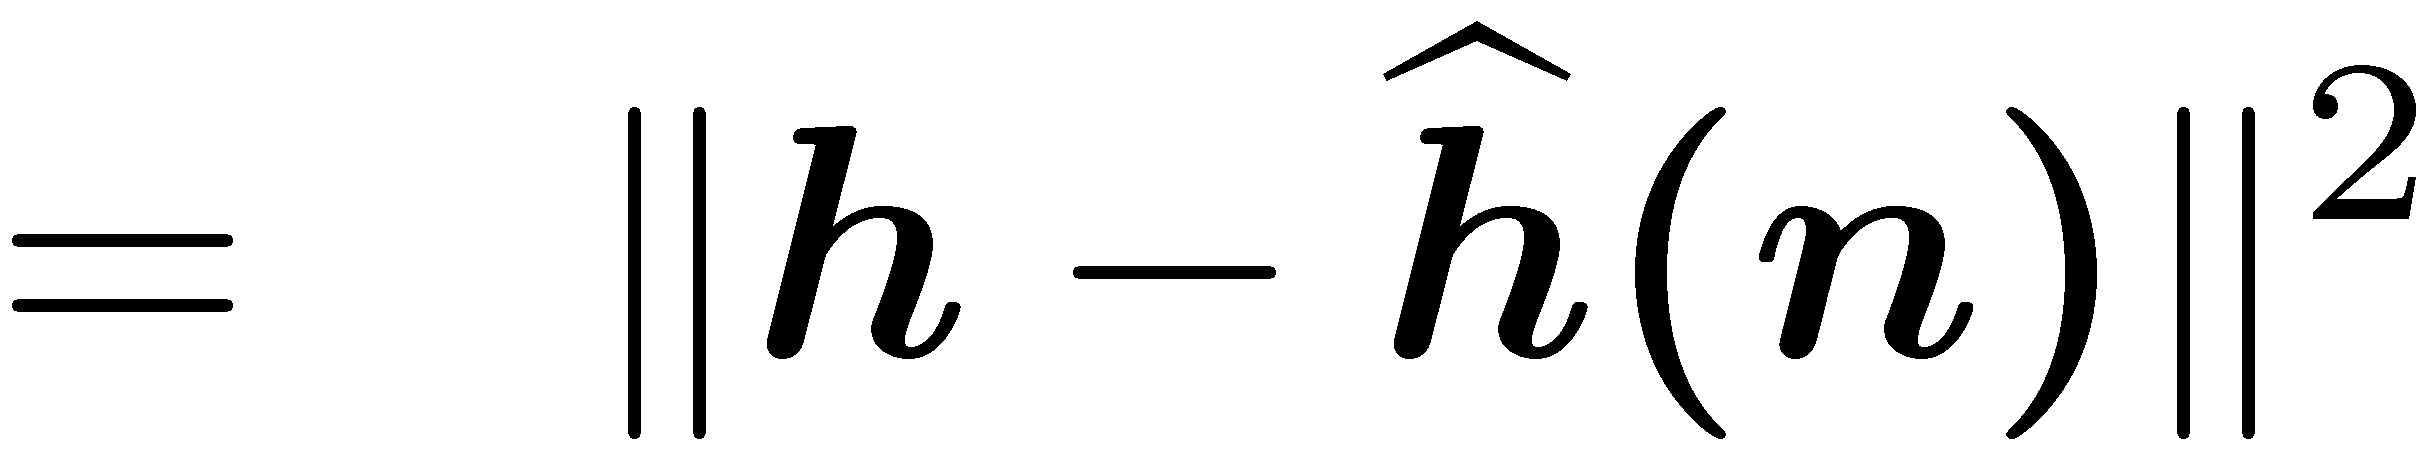 = ‖h − ĥ(n)‖²